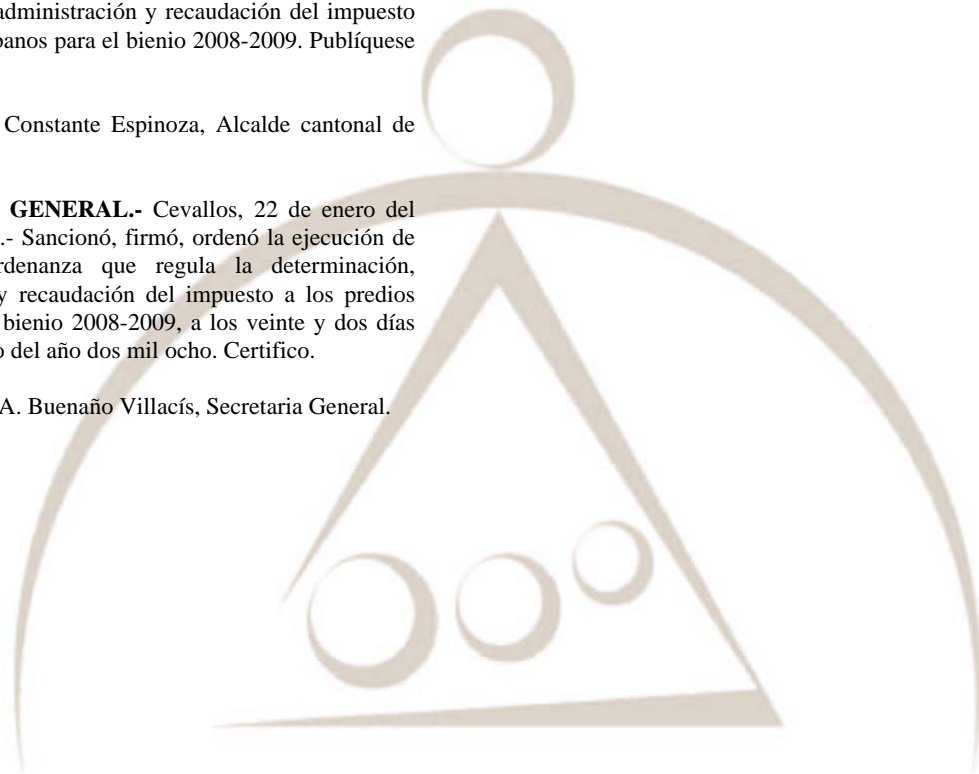 administración y recaudación del impuesto
para el bienio 2008-2009. Publíquese
Constante Espinoza, Alcalde cantonal de
GENERAL.- Cevallos, 22 de enero del
.- Sancionó, firmó, ordenó la ejecución de
que regula la determinación,
y recaudación del impuesto a los predios
bienio 2008-2009, a los veinte y dos días
del año dos mil ocho. Certifico.
A. Buenaño Villacís, Secretaria General.